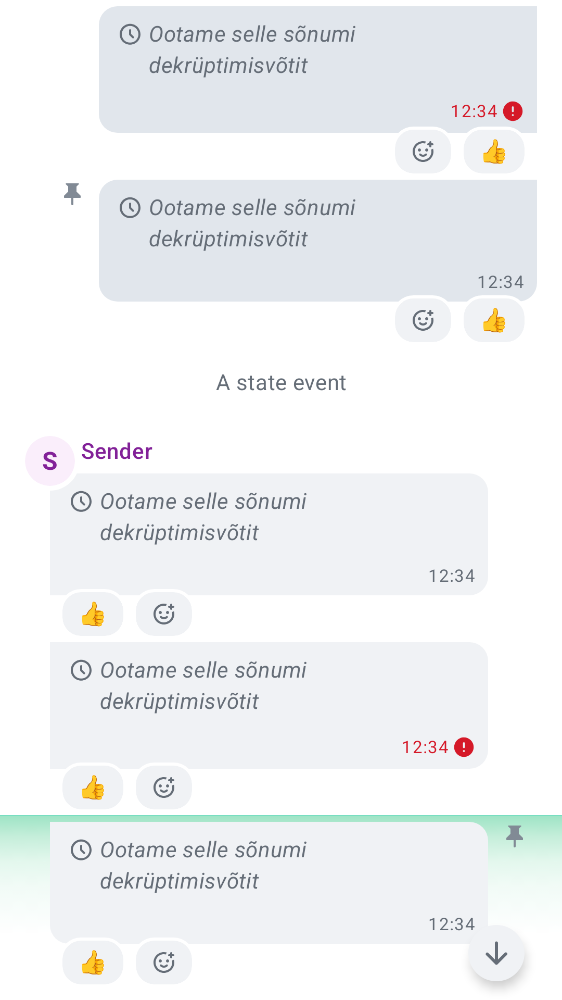 Ootame selle sõnumi
dekrüptimisvõtit
12:34
👍
Ootame selle sõnumi
dekrüptimisvõtit
12:34
👍
A state event
S
Sender
Ootame selle sõnumi
dekrüptimisvõtit
12:34
👍
Ootame selle sõnumi
dekrüptimisvõtit
12:34
👍
Ootame selle sõnumi
dekrüptimisvõtit
12:34
👍